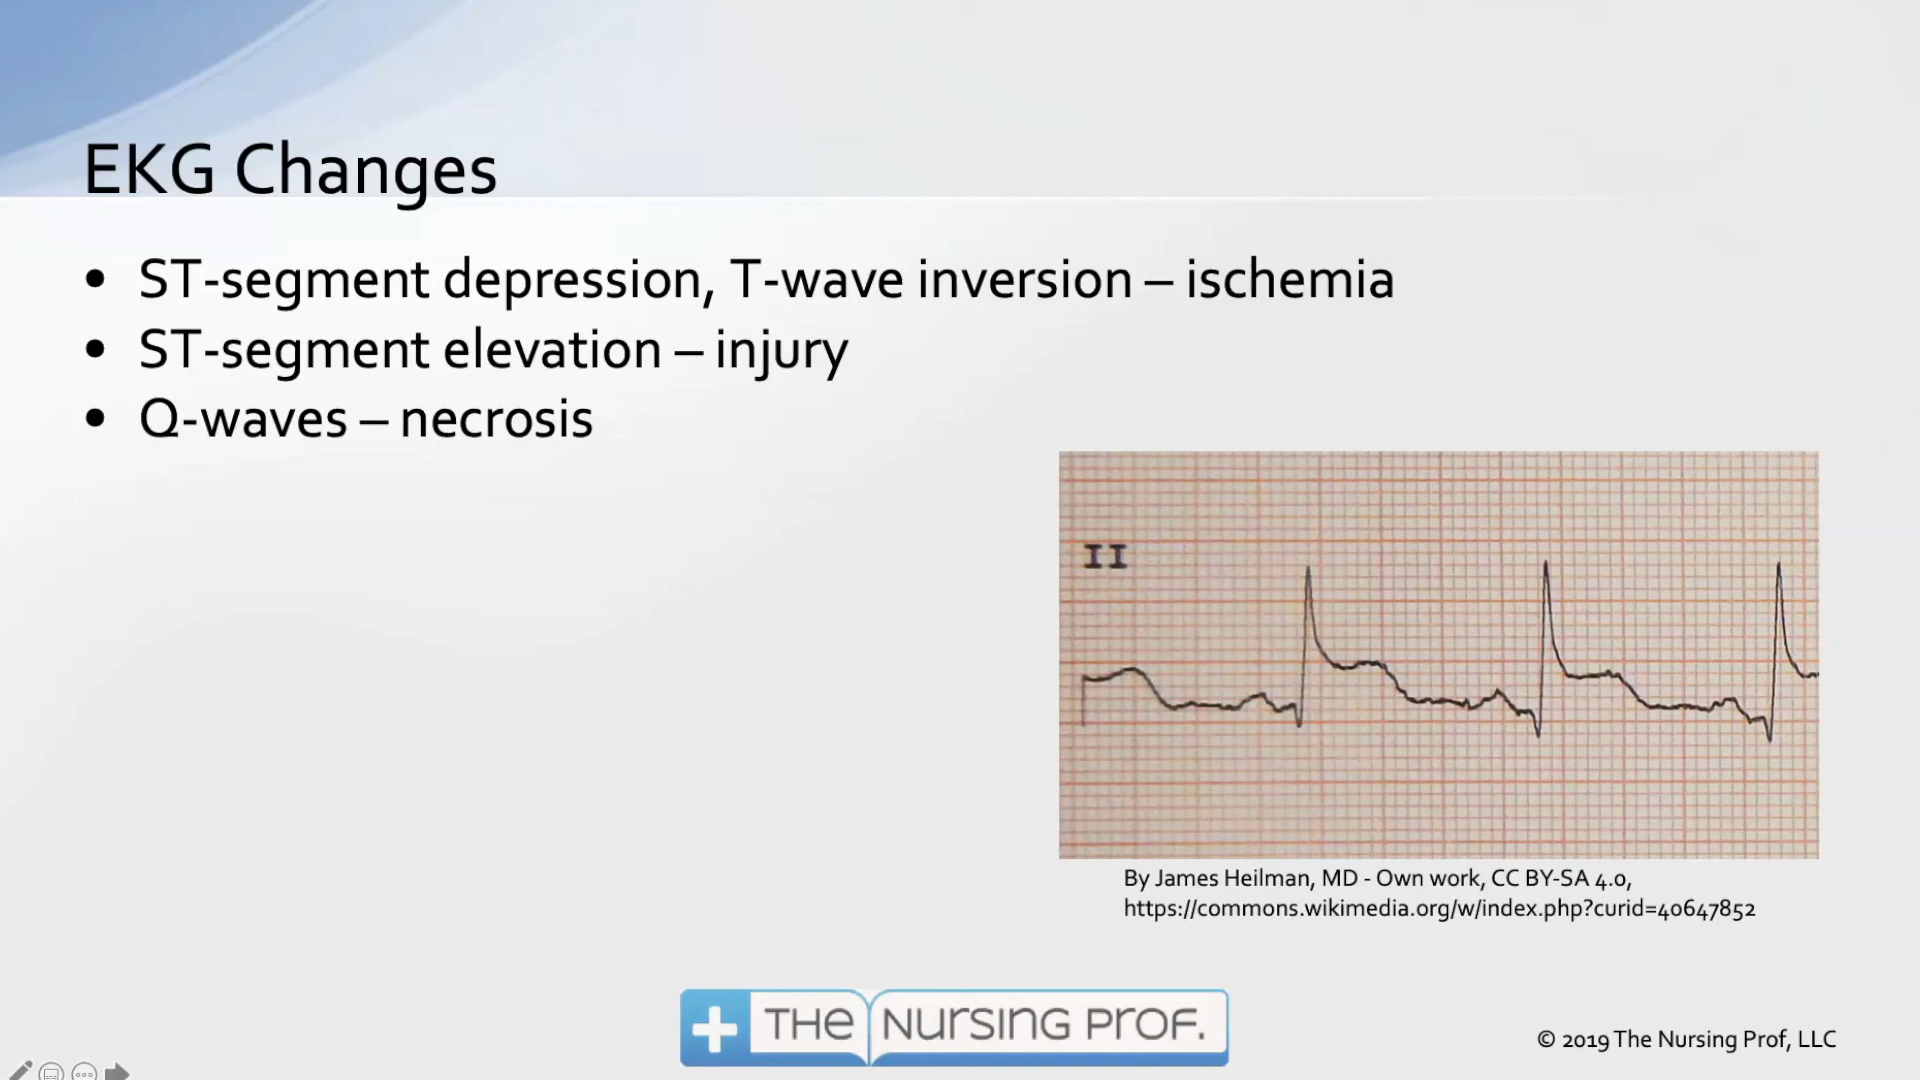 EKG Changes
• ST-segment depression, T-wave inversion – ischemia
• ST-segment elevation – injury
• Q-waves – necrosis
II
By James Heilman, MD - Own work, CC BY-SA 4.0,
https://commons.wikimedia.org/w/index.php?curid=40647852
THE NURSING PROF.
© 2019 The Nursing Prof, LLC